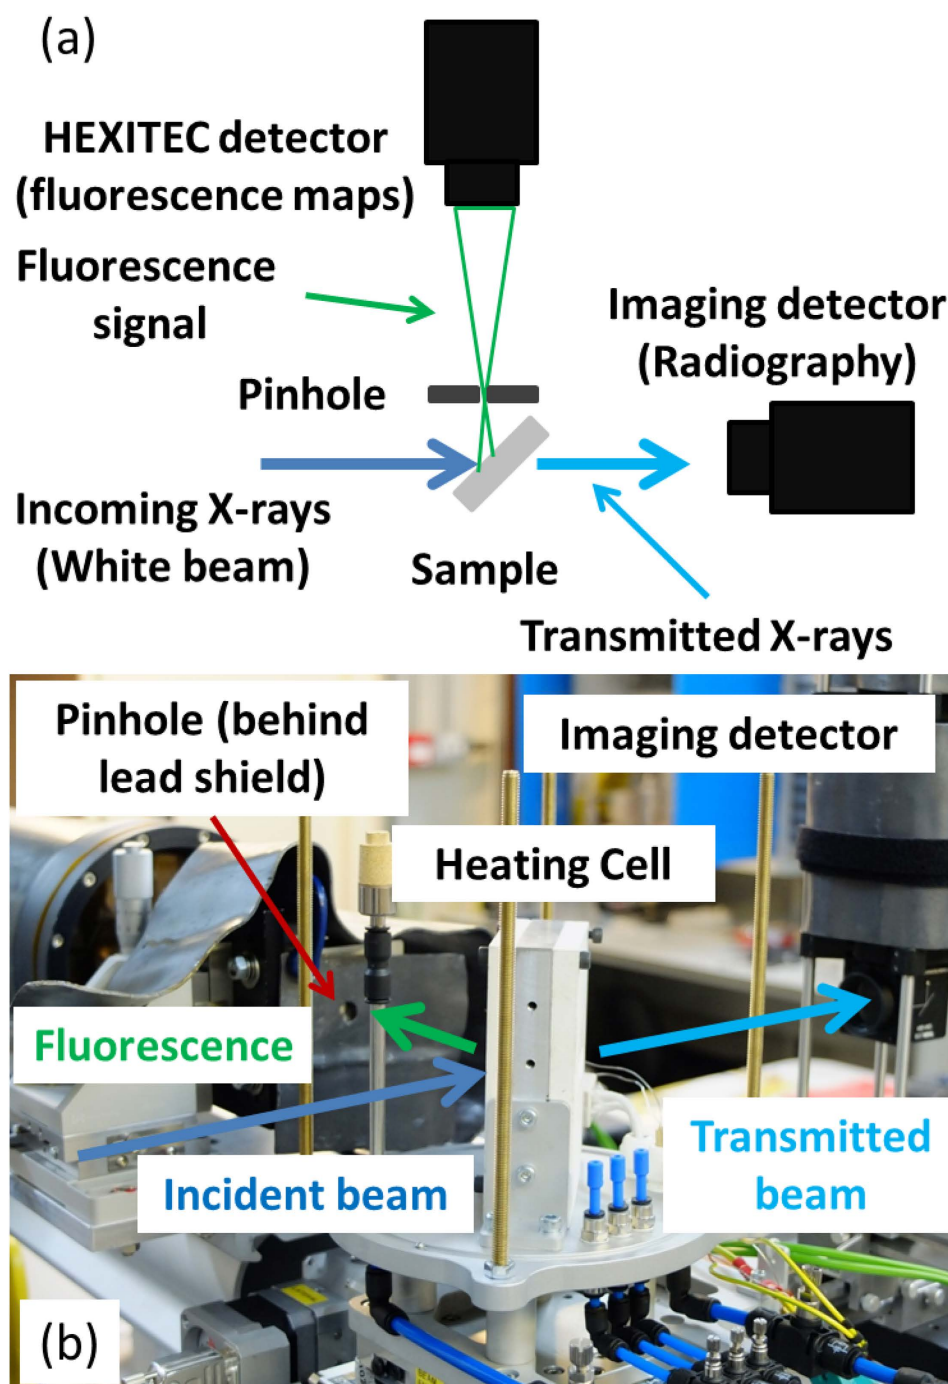 (a)
HEXITEC detector
(fluorescence maps)
Fluorescence
signal
Imaging detector
(Radiography)
Pinhole
Incoming X-rays
(White beam)
Sample
Transmitted X-rays
Pinhole (behind
lead shield)
Imaging detector
Heating Cell
Fluorescence
Incident beam
Transmitted
beam
(b)